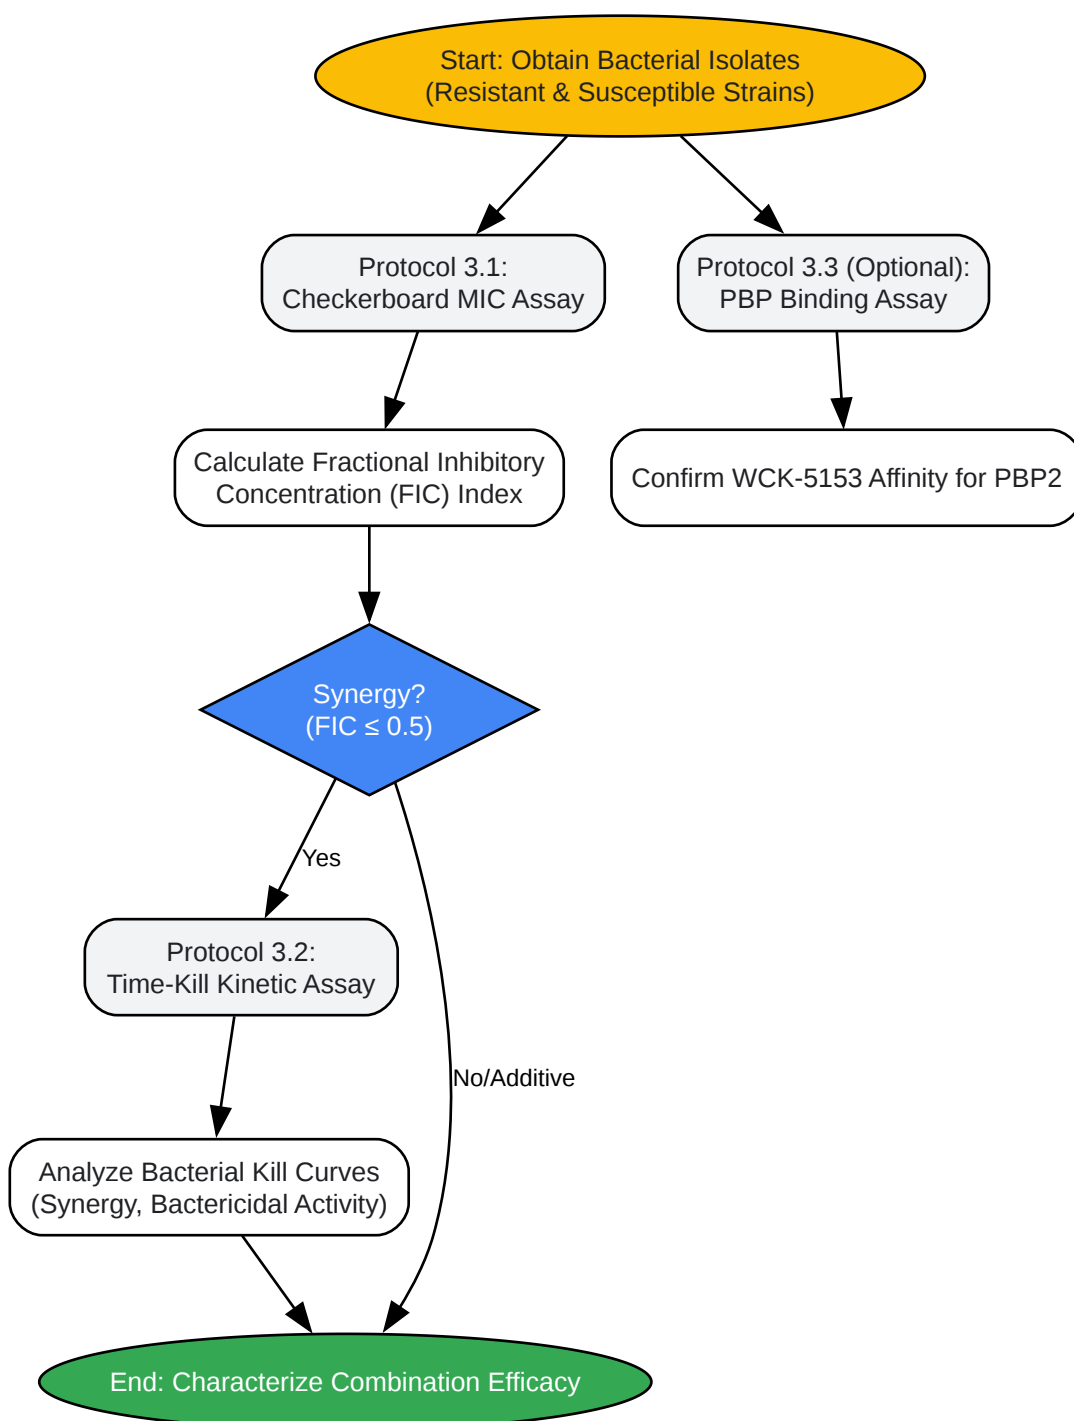 Start: Obtain Bacterial Isolates
(Resistant & Susceptible Strains)
Protocol 3.1:
Checkerboard MIC Assay
Protocol 3.3 (Optional):
PBP Binding Assay
Calculate Fractional Inhibitory
Concentration (FIC) Index
Confirm WCK-5153 Affinity for PBP2
Synergy?
(FIC ≤ 0.5)
Yes
Protocol 3.2:
Time-Kill Kinetic Assay
No/Additive
Analyze Bacterial Kill Curves
(Synergy, Bactericidal Activity)
End: Characterize Combination Efficacy